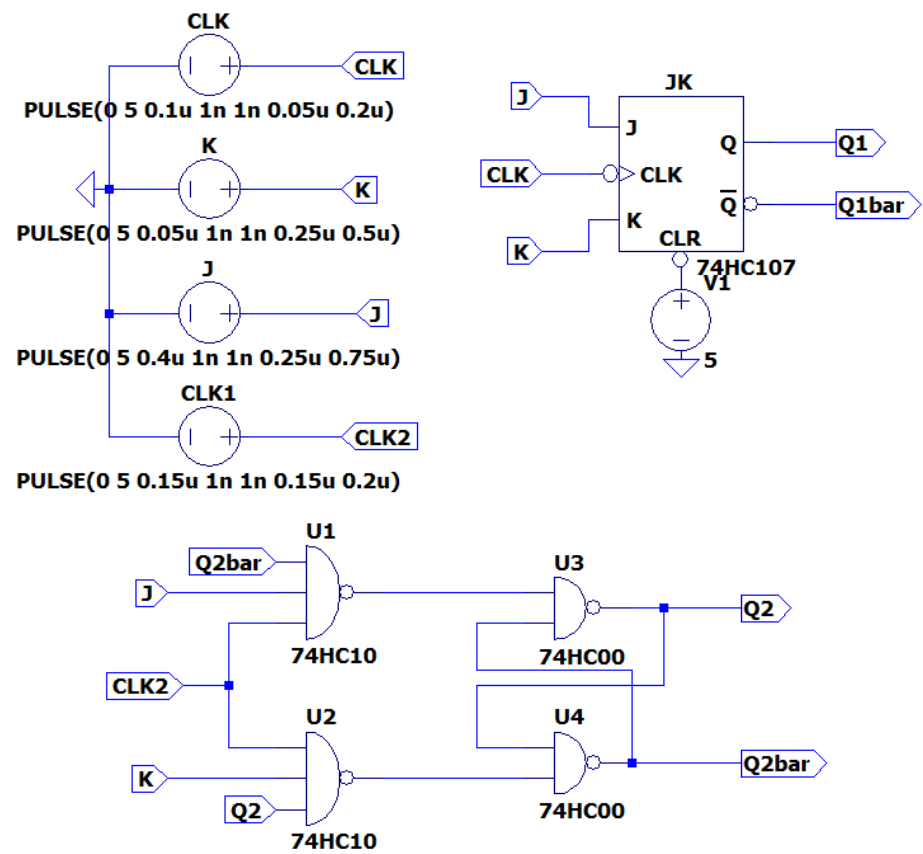 CLK
CLK
PULSE(0 5 0.1u 1n 1n 0.05u 0.2u)
K
K
PULSE(0 5 0.05u 1n 1n 0.25u 0.5u)
J
J
PULSE(0 5 0.4u 1n 1n 0.25u 0.75u)
CLK1
CLK2
PULSE(0 5 0.15u 1n 1n 0.15u 0.2u)
JK
J
J
Q
Q1
CLK
CLK
Q
Q1bar
K
K
CLR
74HC107
V1
5
U1
Q2bar
J
74HC10
CLK2
U2
K
Q2
74HC10
U3
Q2
74HC00
U4
Q2bar
74HC00